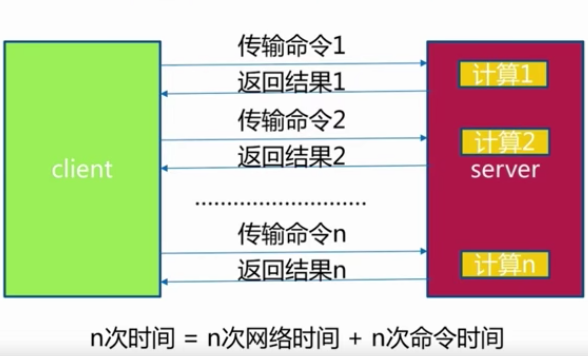 传输命令1
计算1
返回结果1
传输命令2
计算2
返回结果2
client
server
..........................
传输命令n
计算n
返回结果n
n次时间 = n次网络时间 + n次命令时间